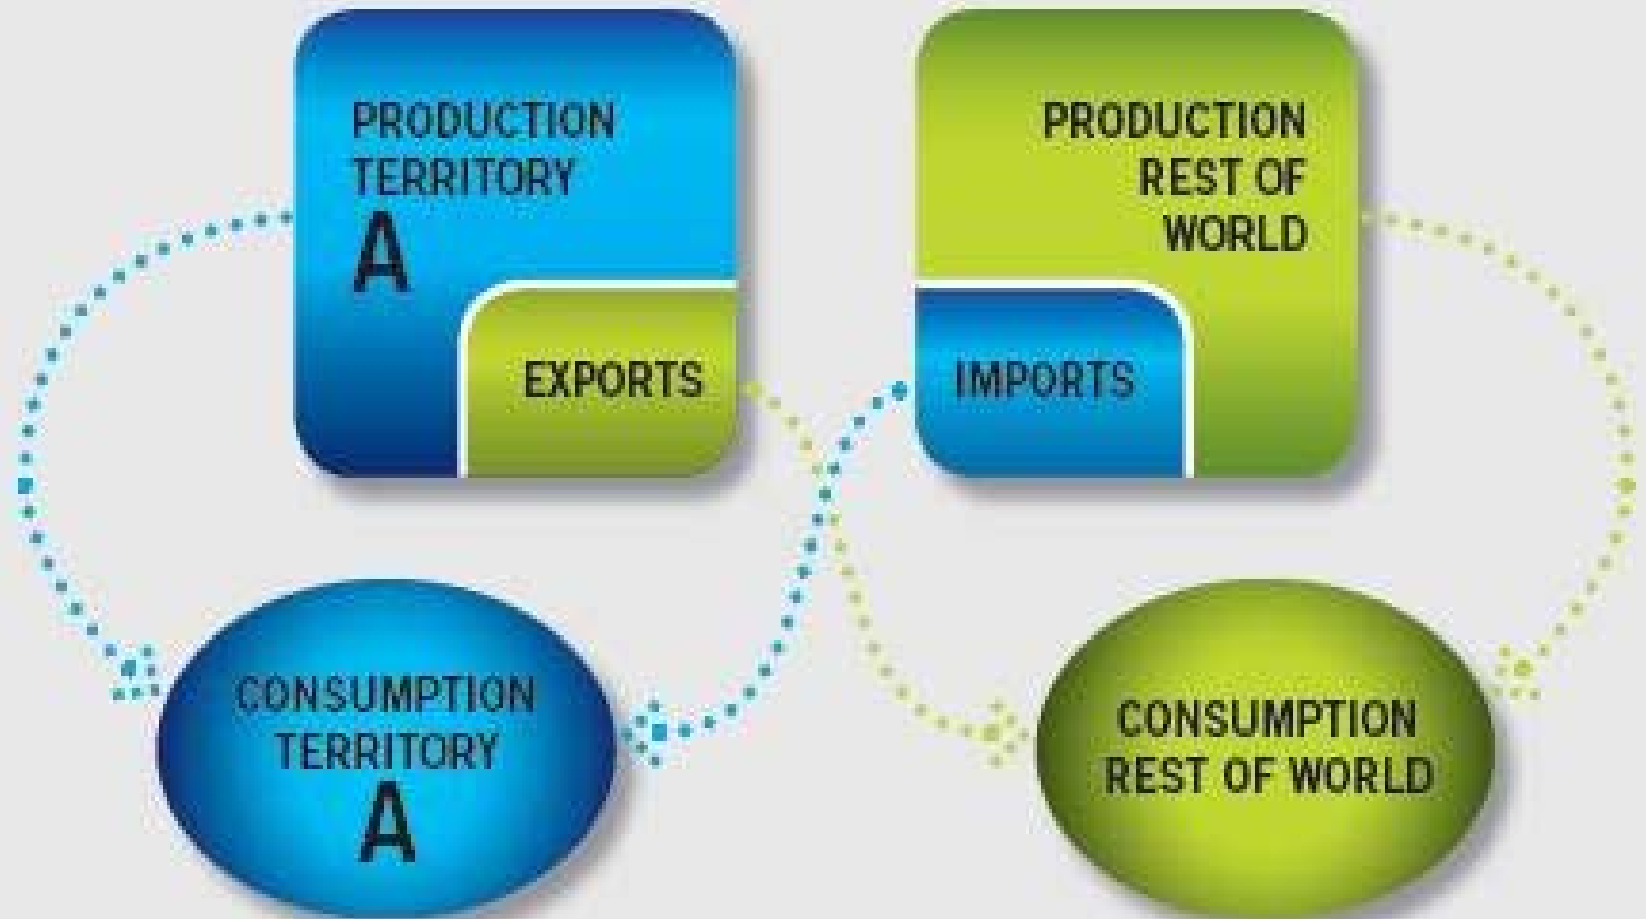 PRODUCTION
TERRITORY
A
EXPORTS
PRODUCTION
REST OF
WORLD
IMPORTS
CONSUMPTION
TERRITORY
A
CONSUMPTION
REST OF WORLD